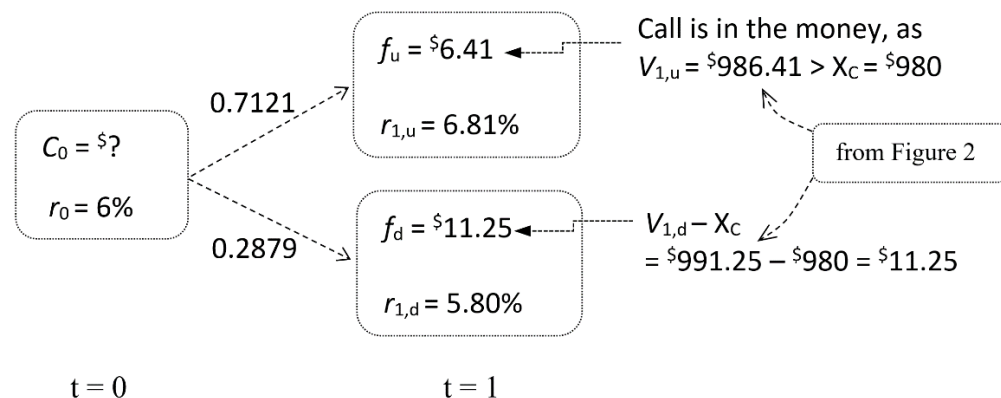 Call is in the money, as
V1,u = $986.41 > XC = $980
fu = $6.41
r1,u = 6.81%
0.7121
C0 = $?
r0 = 6%
from Figure 2
0.2879
fd = $11.25
r1,d = 5.80%
V1,d – XC
= $991.25 – $980 = $11.25
t = 0
t = 1